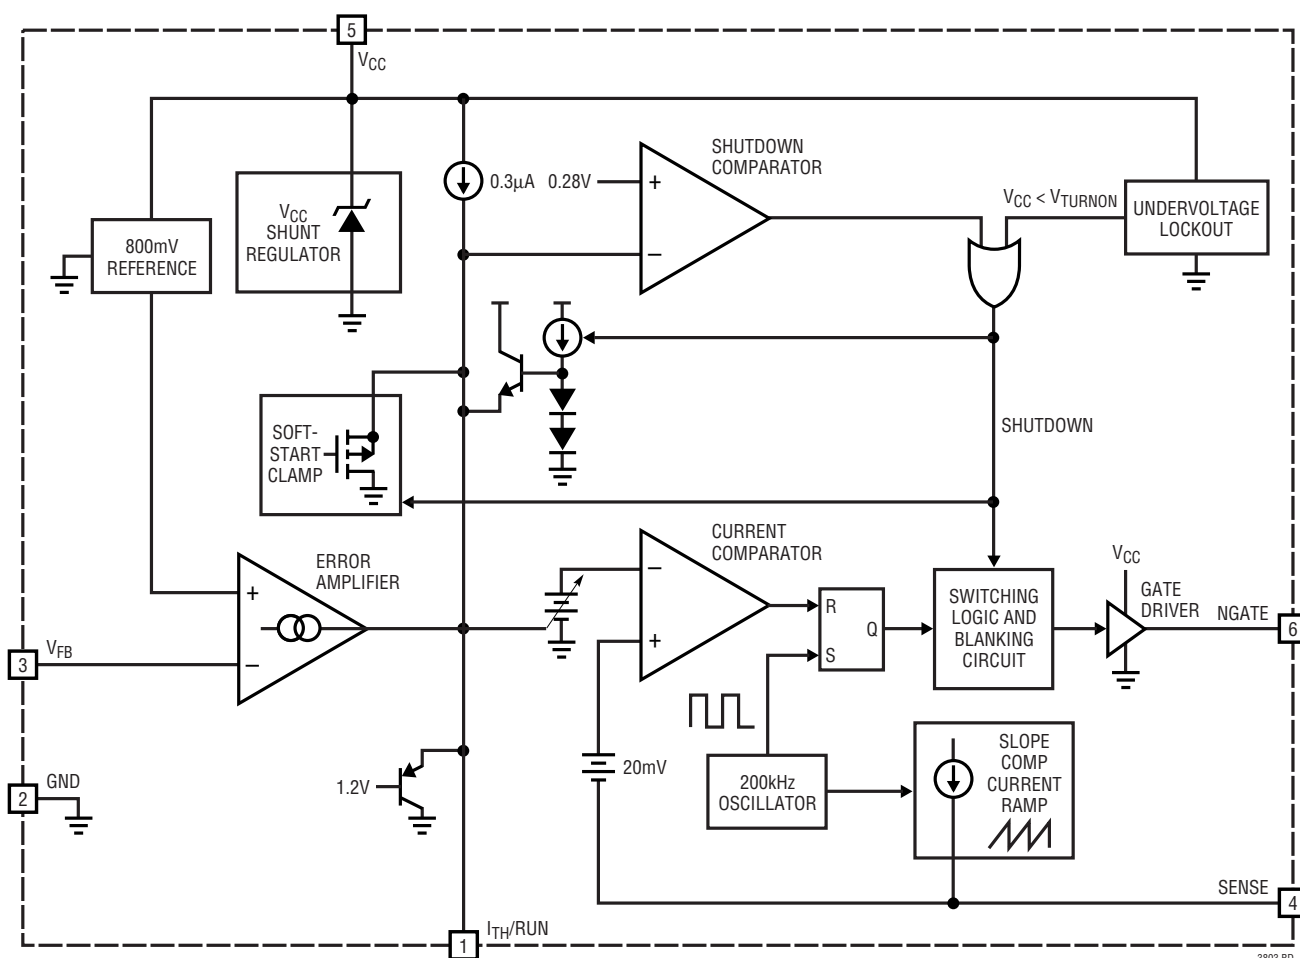 5
VCC
SHUTDOWN
COMPARATOR
0.3μA
0.28V
+
−
VCC < VTURNON
UNDERVOLTAGE
LOCKOUT
VCC
SHUNT
REGULATOR
800mV
REFERENCE
SHUTDOWN
SOFT-
START
CLAMP
ERROR
AMPLIFIER
+
−
3
VFB
CURRENT
COMPARATOR
−
+
R
Q
S
SWITCHING
LOGIC AND
BLANKING
CIRCUIT
VCC
GATE
DRIVER
NGATE
6
2
GND
1.2V
20mV
200kHz
OSCILLATOR
SLOPE
COMP
CURRENT
RAMP
SENSE
4
1
ITH/RUN